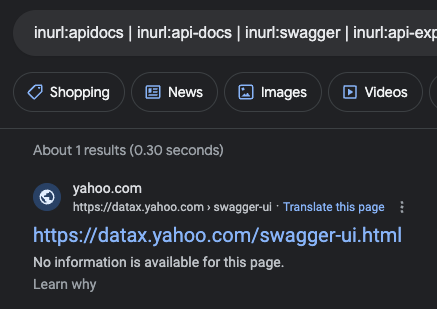 inurl:apidocs | inurl:api-docs | inurl:swagger | inurl:api-exp
Shopping
News
Images
Videos
About 1 results (0.30 seconds)
yahoo.com
https://datax.yahoo.com › swagger-ui · Translate this page
https://datax.yahoo.com/swagger-ui.html
No information is available for this page.
Learn why